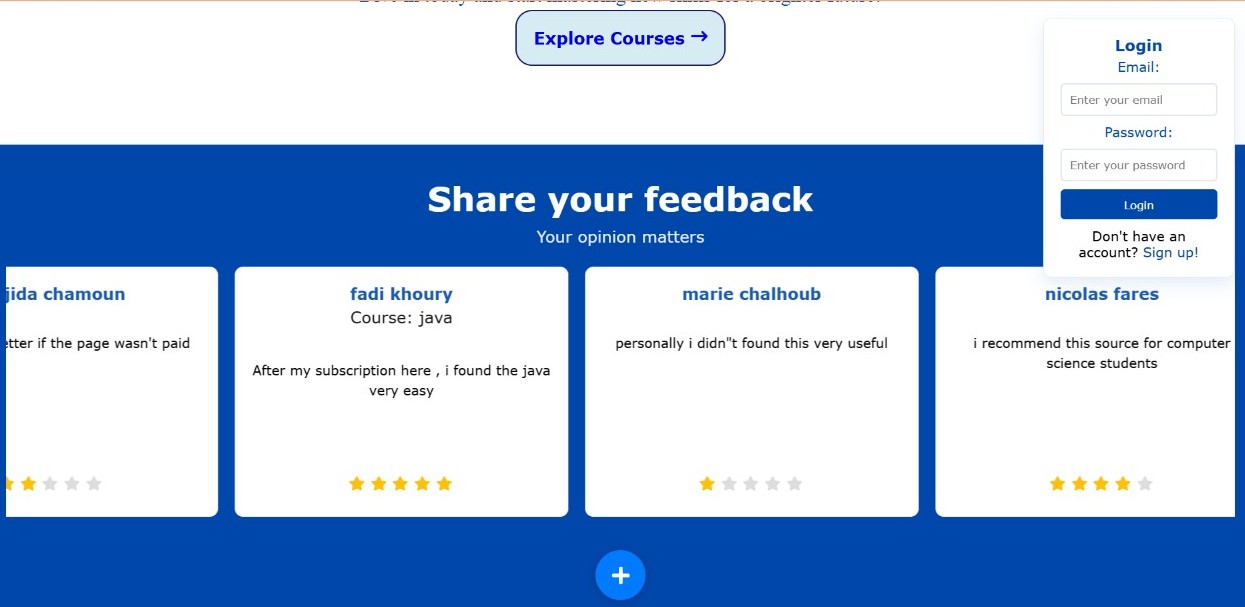 Explore Courses →
Login
Email:
Enter your email
Password:
Enter your password
Login
Don't have an
account? Sign up!
Share your feedback
Your opinion matters
chamoun
if the page wasn't paid
fadi khoury
Course: java
After my subscription here , i found the java
very easy
marie chalhoub
personally i didn"t found this very useful
nicolas fares
i recommend this source for computer
science students
+